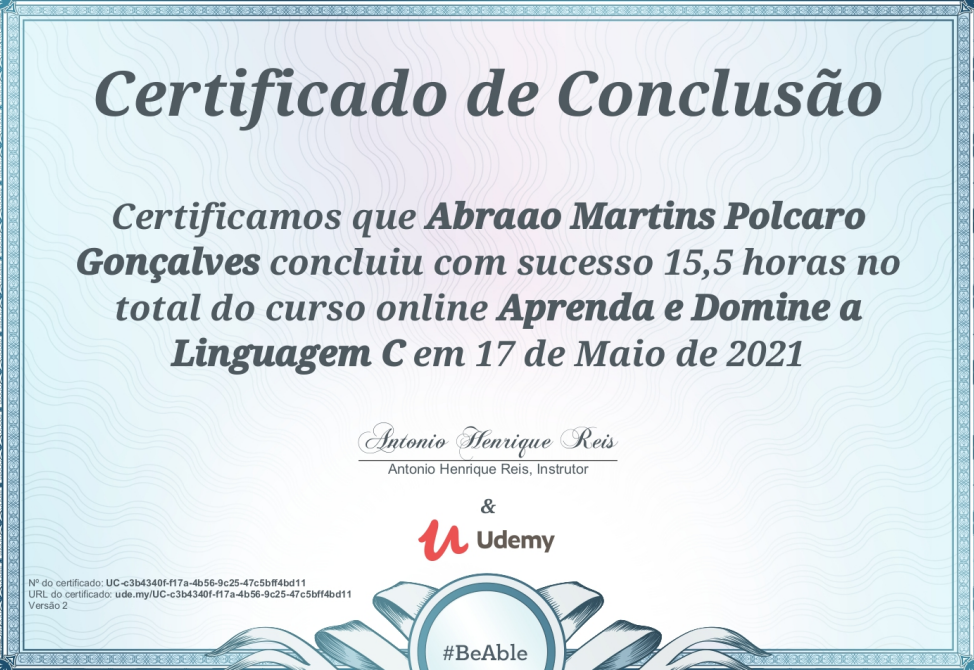 Certificado de Conclusão
Certificamos que Abraao Martins Polcaro
Gonçalves concluiu com sucesso 15,5 horas no
total do curso online Aprenda e Domine a
Linguagem C em 17 de Maio de 2021
Antonio Henrique Reis
Antonio Henrique Reis, Instrutor
&
Udemy
Nº do certificado: UC-c3b4340f-f17a-4b56-9c25-47c5bff4bd11
URL do certificado: ude.my/UC-c3b4340f-f17a-4b56-9c25-47c5bff4bd11
Versão 2
#BeAble